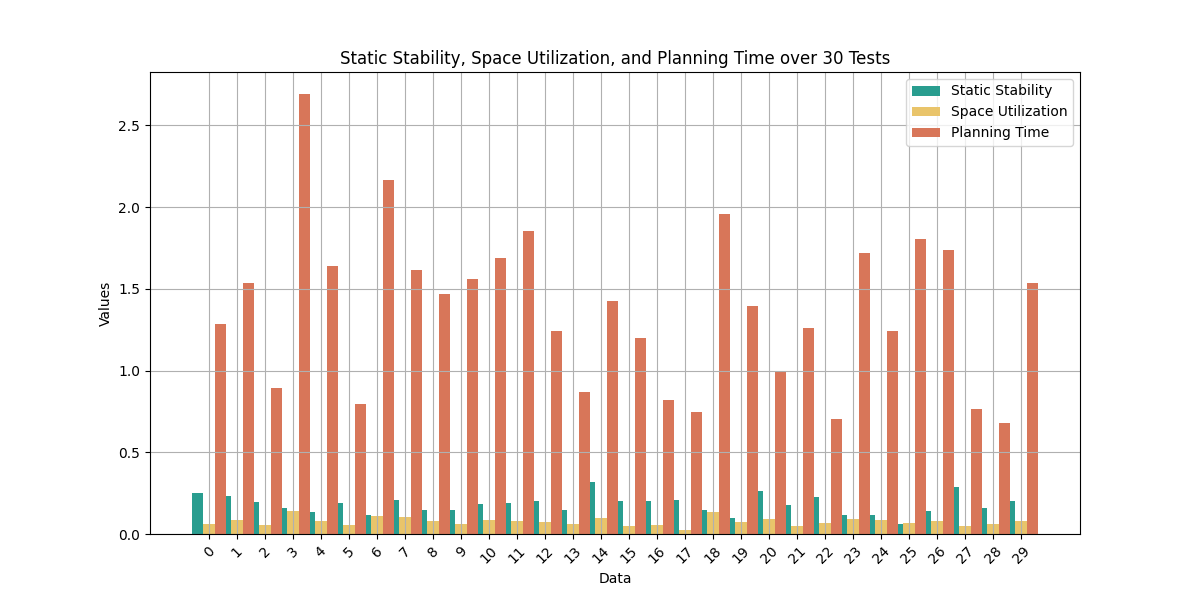 Static Stability, Space Utilization, and Planning Time over 30 Tests
Static Stability
Space Utilization
Planning Time
2.5
2.0
1.5
1.0
0.5
0.0
Values
0 1 2 3 4 5 6 7 8 9 10 11 12 13 14 15 16 17 18 19 20 21 22 23 24 25 26 27 28 29
Data